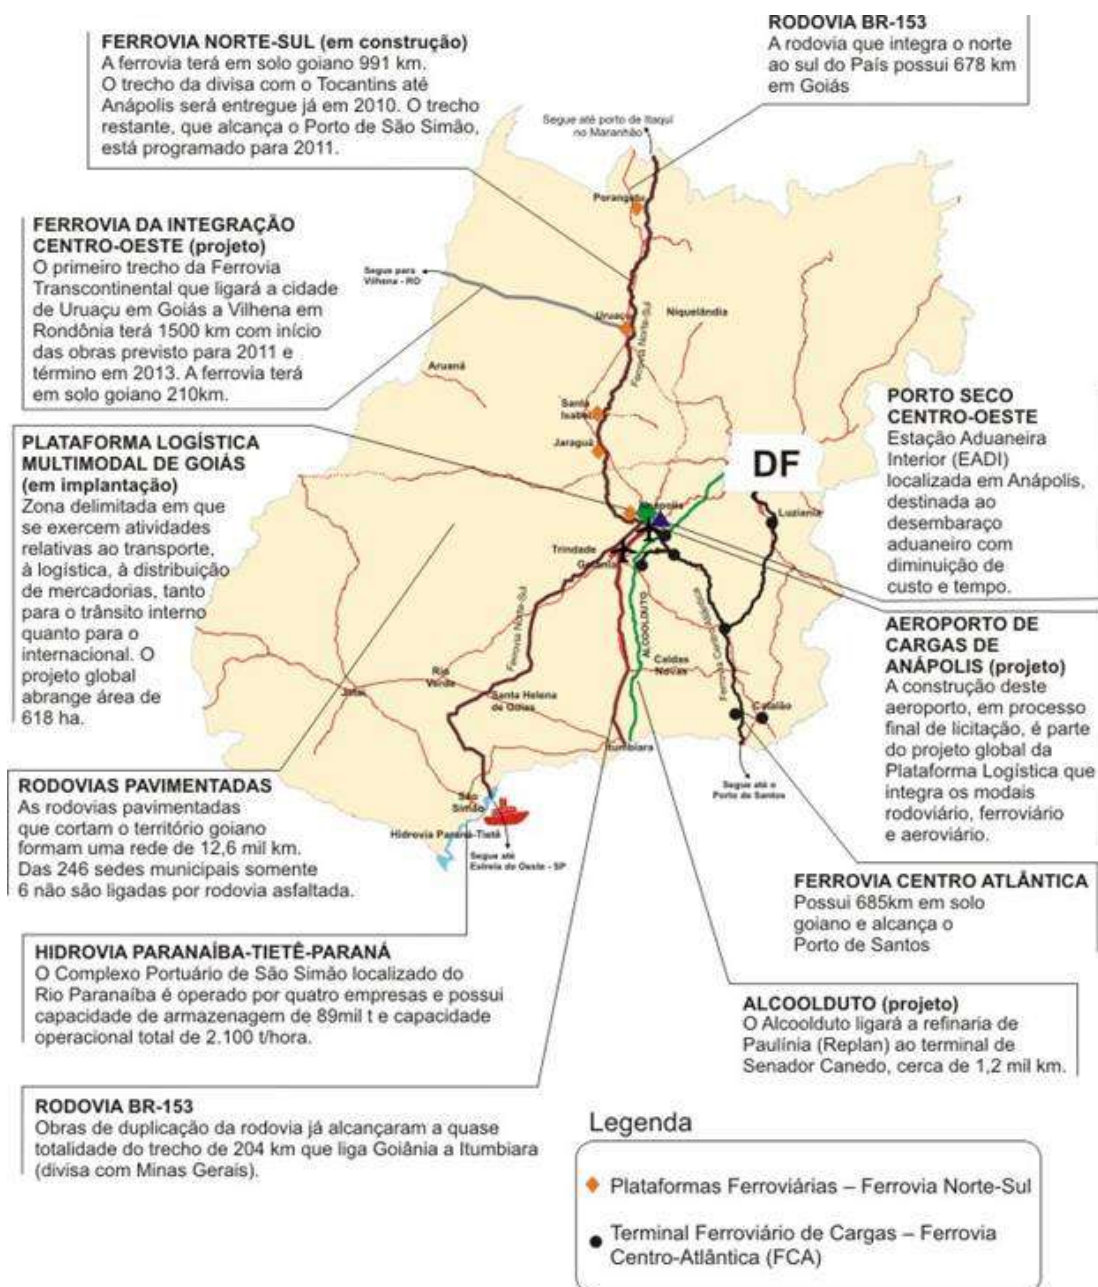 RODOVIA BR-153
A rodovia que integra o norte
ao sul do País possui 678 km
em Goiás
FERROVIA NORTE-SUL (em construção)
A ferrovia terá em solo goiano 991 km.
O trecho da divisa com o Tocantins até
Anápolis será entregue já em 2010. O trecho
restante, que alcança o Porto de São Simão,
está programado para 2011.
Segue até porto de Itaqui
no Maranhão
Porangatu
FERROVIA DA INTEGRAÇÃO
CENTRO-OESTE (projeto)
O primeiro trecho da Ferrovia
Transcontinental que ligará a cidade
de Uruaçu em Goiás a Vilhena em
Rondônia terá 1500 km com início
das obras previsto para 2011 e
término em 2013. A ferrovia terá
em solo goiano 210km.
Segue para
Vilhena - RO
Uruaçu
Niquelândia
Ferrovia Norte-Sul
Aruanã
Santa
Isabel
Jaraguá
PORTO SECO
CENTRO-OESTE
Estação Aduaneira
Interior (EADI)
localizada em Anápolis,
destinada ao
desembaraço
aduaneiro com
diminuição de
custo e tempo.
PLATAFORMA LOGÍSTICA
MULTIMODAL DE GOIÁS
(em implantação)
Zona delimitada em que
se exercem atividades
relativas ao transporte,
à logística, à distribuição
de mercadorias, tanto
para o trânsito interno
quanto para o
internacional. O
projeto global
abrange área de
618 ha.
DF
Anápolis
Luziania
Trindade
Goiânia
Ferrovia Norte-Sul
ALCOOLDUTO
Ferrovia Centro Atlântica
Caldas
Novas
Rio
Verde
Jataí
Santa Helena
de Goias
Catalão
Itumbiara
AEROPORTO DE
CARGAS DE
ANÁPOLIS (projeto)
A construção deste
aeroporto, em processo
final de licitação, é parte
do projeto global da
Plataforma Logística que
integra os modais
rodoviário, ferroviário
e aeroviário.
Segue até o
Porto de Santos
RODOVIAS PAVIMENTADAS
As rodovias pavimentadas
que cortam o território goiano
formam uma rede de 12,6 mil km.
Das 246 sedes municipais somente
6 não são ligadas por rodovia asfaltada.
São
Simão
Hidrovia Paraná-Tietê
Segue até
Estrela do Oeste - SP
FERROVIA CENTRO ATLÂNTICA
Possui 685km em solo
goiano e alcança o
Porto de Santos
HIDROVIA PARANAÍBA-TIETÊ-PARANÁ
O Complexo Portuário de São Simão localizado do
Rio Paranaíba é operado por quatro empresas e possui
capacidade de armazenagem de 89mil t e capacidade
operacional total de 2.100 t/hora.
ALCOOLDUTO (projeto)
O Alcoolduto ligará a refinaria de
Paulínia (Replan) ao terminal de
Senador Canedo, cerca de 1,2 mil km.
RODOVIA BR-153
Obras de duplicação da rodovia já alcançaram a quase
totalidade do trecho de 204 km que liga Goiânia a Itumbiara
(divisa com Minas Gerais).
Legenda
Plataformas Ferroviárias – Ferrovia Norte-Sul
Terminal Ferroviário de Cargas – Ferrovia
Centro-Atlântica (FCA)